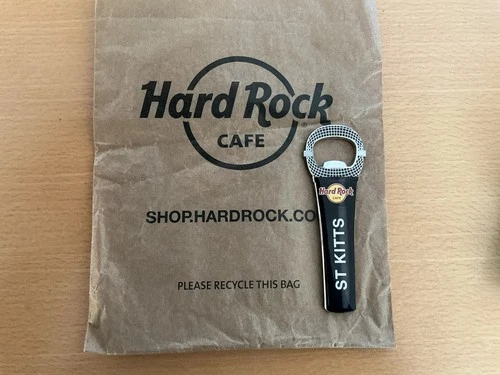 Hard Rock
CAFE
SHOP.HARDROCK.CO
PLEASE RECYCLE THIS BAG
Hard Rock
CAFE
ST KITTS